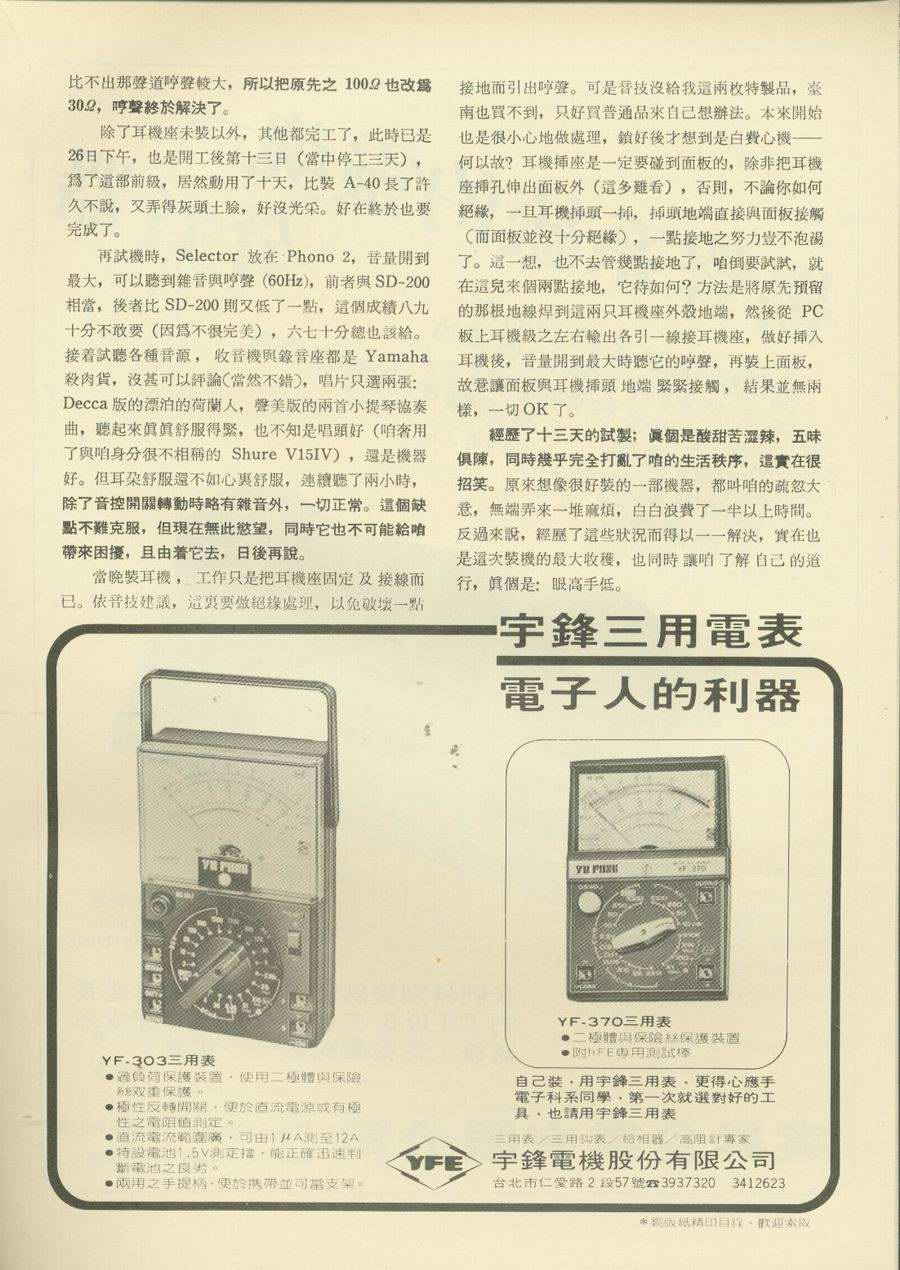 比不出那聲道哼聲較大，所以把原先之 100Ω也改爲
30Ω，哼聲終於解決了。
除了耳機座未裝以外，其他都完工了，此時已是
26日下午，也是開工後第十三日（當中停工三天），
爲了這部前級，居然動用了十天，比裝 A-40 長了許
久不說，又弄得灰頭土臉，好沒光采。好在終於也要
完成了。
再試機時，Selector 放在 Phono 2，音量開到
最大，可以聽到雜音與哼聲 (60Hz)，前者與 SD-200
相當，後者比 SD-200 則又低了一點，這個成績八九
十分不敢要（因爲不很完美），六七十分總也該給。
接着試聽各種音源，收音機與錄音座都是 Yamaha
殺肉貨，沒甚可以評論(當然不錯)，唱片只選兩張：
Decca 版的漂泊的荷蘭人，聲美版的兩首小提琴協奏
曲，聽起來眞眞舒服得緊，也不知是唱頭好（咱奢用
了與咱身分很不相稱的 Shure V15IV），還是機器
好。但耳朶舒服還不如心裏舒服，連續聽了兩小時，
除了音控開關轉動時略有雜音外，一切正常。這個缺
點不難克服，但現在無此慾望，同時它也不可能給咱
帶來困擾，且由着它去，日後再說。
當晚裝耳機，工作只是把耳機座固定及接線而
已。依音技建議，這裏要做絕緣處理，以免破壞一點
接地而引出哼聲。可是音技沒給我這兩枚特製品，臺
南也買不到，只好買普通品來自己想辦法。本來開始
也是很小心地做處理，鎖好後才想到是白費心機——
何以故？耳機揷座是一定要碰到面板的，除非把耳機
座揷孔伸出面板外（這多難看），否則，不論你如何
絕緣，一旦耳機揷頭一揷，揷頭地端直接與面板接觸
（而面板並沒十分絕緣），一點接地之努力豈不泡湯
了。這一想，也不去管幾點接地了，咱倒要試試，就
在這兒來個兩點接地，它待如何？方法是將原先預留
的那根地線焊到這兩只耳機座外殼地端，然後從 PC
板上耳機級之左右輸出各引一線接耳機座，做好揷入
耳機後，音量開到最大時聽它的哼聲，再裝上面板，
故意讓面板與耳機揷頭地端緊緊接觸，結果並無兩
樣，一切OK了。
經歷了十三天的試製；眞個是酸甜苦澀辣，五味
俱陳，同時幾乎完全打亂了咱的生活秩序，這實在很
招笑。原來想像很好裝的一部機器，都叫咱的疏忽大
意，無端弄來一堆麻煩，白白浪費了一半以上時間。
反過來說，經歷了這些狀況而得以一一解決，實在也
是這次裝機的最大收穫，也同時讓咱了解自己的道
行，眞個是：眼高手低。
宇鋒三用電表
電子人的利器
YU FUNG
YU FUNG
YF-370
YF-303三用表
●過負荷保護裝置．使用二極體與保險
絲双重保護。
●極性反轉開關．便於直流電源或有極
性之電阻值測定。
●直流電流範圍廣．可由1μA測至12A
●特設電池1.5V測定擋．能正確迅速判
斷電池之良劣。
●兩用之手提柄．便於携帶並可當支架。
YF-370三用表
●二極體與保險絲保護裝置
●附hFE專用測試棒
自己裝．用宇鋒三用表．更得心應手
電子科系同學．第一次就選對好的工
具．也請用宇鋒三用表
三用表／三用鈎表／檢相器／高阻計專家
YFE
宇鋒電機股份有限公司
台北市仁愛路2段57號☎3937320 3412623
＊銅版紙精印目錄．歡迎索取